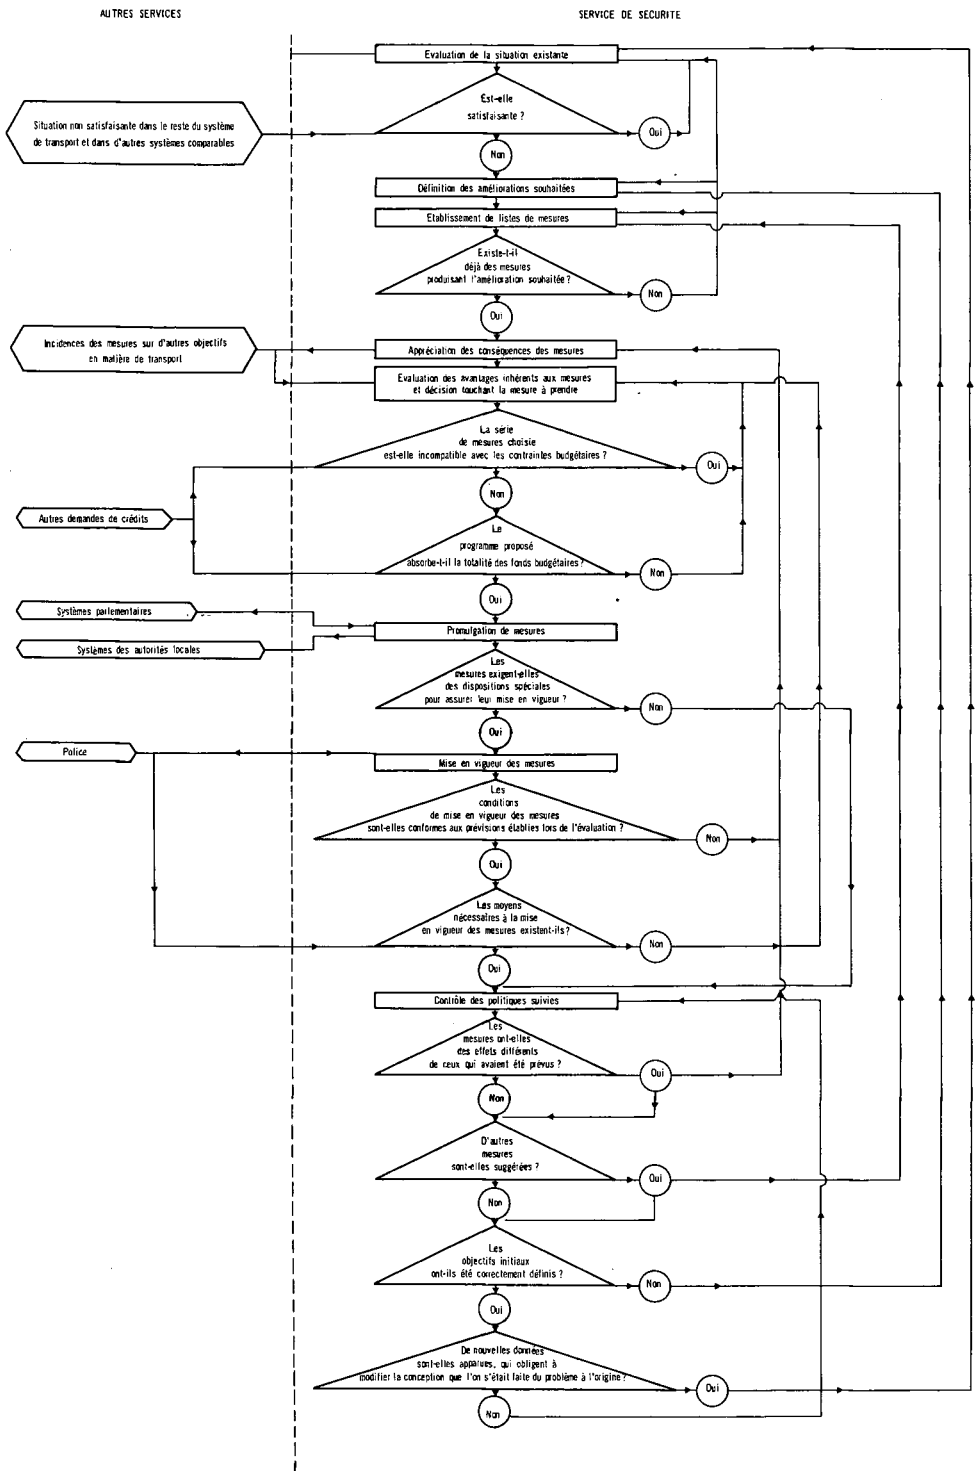 AUTRES SERVICES
SERVICE DE SECURITE
Evaluation de la situation existante
Est-elle
satisfaisante ?
Situation non satisfaisante dans le reste du système
de transport et dans d'autres systèmes comparables
Oui
Non
Définition des améliorations souhaitées
Etablissement de listes de mesures
Existe-t-il
déjà des mesures
produisant l'amélioration souhaitée ?
Non
Oui
Incidences des mesures sur d'autres objectifs
en matière de transport
Appréciation des conséquences des mesures
Evaluation des avantages inhérents aux mesures
et décision touchant la mesure à prendre
La série
de mesures choisie
est-elle incompatible avec les contraintes budgétaires ?
Oui
Non
Autres demandes de crédits
Le
programme proposé
absorbe-t-il la totalité des fonds budgétaires ?
Non
Oui
Systèmes parlementaires
Promulgation de mesures
Systèmes des autorités locales
Les
mesures exigent-elles
des dispositions spéciales
pour assurer leur mise en vigueur ?
Non
Oui
Police
Mise en vigueur des mesures
Les
conditions
de mise en vigueur des mesures
sont-elles conformes aux prévisions établies lors de l'évaluation ?
Non
Oui
Les moyens
nécessaires à la mise
en vigueur des mesures existent-ils ?
Non
Oui
Contrôle des politiques suivies
Les
mesures ont-elles
des effets différents
de ceux qui avaient été prévus ?
Oui
Non
D'autres
mesures
sont-elles suggérées ?
Oui
Non
Les
objectifs initiaux
ont-ils été correctement définis ?
Non
Oui
De nouvelles données
sont-elles apparues, qui obligent à
modifier la conception que l'on s'était faite du problème à l'origine ?
Oui
Non